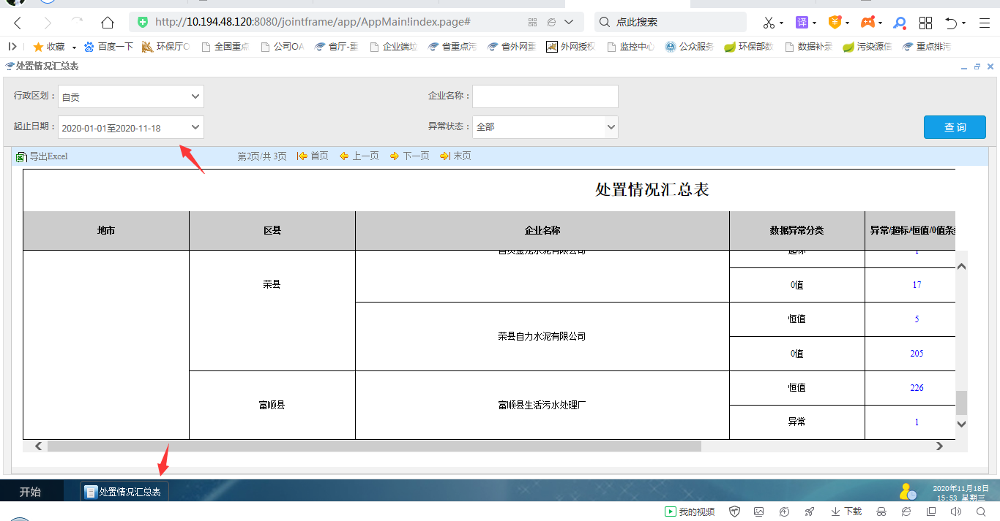 http://10.194.48.120:8080/jointframe/app/AppMain!index.page# 点此搜索 译
收藏 百度一下 环保厅O 全国重点 公司OA 省厅-重 企业端垃 省重点污 省外网重 外网授权 监控中心 公众服务 环保部数 数据补录 污染源信 重点排污
处置情况汇总表
行政区划： 自贡 企业名称：
起止日期： 2020-01-01至2020-11-18 异常状态： 全部 查 询
导出Excel 第2页/共 3页 首页 上一页 下一页 末页
处置情况汇总表
地市 区县 企业名称 数据异常分类 异常/超标/恒值/0值条
超标 1
荣县 0值 17
荣县自力水泥有限公司 恒值 5
0值 205
富顺县 富顺县生活污水处理厂 恒值 226
异常 1
开始 处置情况汇总表 2020年11月18日
15:53 星期三
我的视频 下载